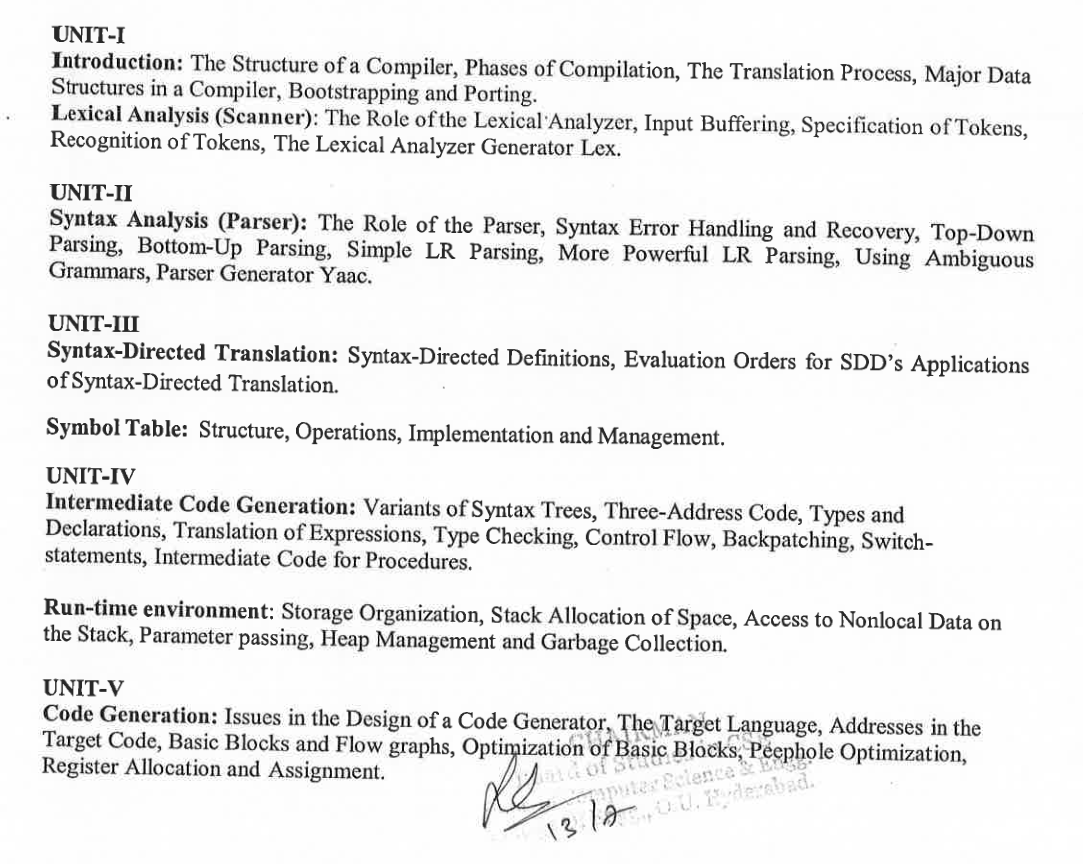 UNIT-I
Introduction: The Structure of a Compiler, Phases of Compilation, The Translation Process, Major Data
Structures in a Compiler, Bootstrapping and Porting.
Lexical Analysis (Scanner): The Role of the Lexical Analyzer, Input Buffering, Specification of Tokens,
Recognition of Tokens, The Lexical Analyzer Generator Lex.
UNIT-II
Syntax Analysis (Parser): The Role of the Parser, Syntax Error Handling and Recovery, Top-Down
Parsing, Bottom-Up Parsing, Simple LR Parsing, More Powerful LR Parsing, Using Ambiguous
Grammars, Parser Generator Yaac.
UNIT-III
Syntax-Directed Translation: Syntax-Directed Definitions, Evaluation Orders for SDD's Applications
of Syntax-Directed Translation.
Symbol Table: Structure, Operations, Implementation and Management.
UNIT-IV
Intermediate Code Generation: Variants of Syntax Trees, Three-Address Code, Types and
Declarations, Translation of Expressions, Type Checking, Control Flow, Backpatching, Switch-
statements, Intermediate Code for Procedures.
Run-time environment: Storage Organization, Stack Allocation of Space, Access to Nonlocal Data on
the Stack, Parameter passing, Heap Management and Garbage Collection.
UNIT-V
Code Generation: Issues in the Design of a Code Generator, The Target Language, Addresses in the
Target Code, Basic Blocks and Flow graphs, Optimization of Basic Blocks, Peephole Optimization,
Register Allocation and Assignment.
CHAIRMAN
of Studies
Computer Science & Engg.
O.U. Hyderabad.
13/2